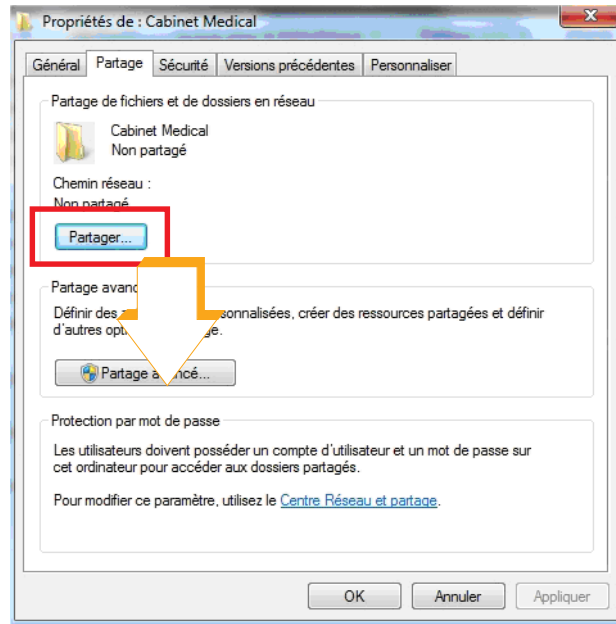 Propriétés de : Cabinet Medical
Général Partage Sécurité Versions précédentes Personnaliser
Partage de fichiers et de dossiers en réseau
Cabinet Medical
Non partagé
Chemin réseau :
Non partagé
Partager...
Partage
Définir des sonnalisées, créer des ressources partagées et définir
d'autres
Partage
Protection par mot de passe
Les utilisateurs doivent posséder un compte d'utilisateur et un mot de passe sur
cet ordinateur pour accéder aux dossiers partagés.
Pour modifier ce paramètre, utilisez le Centre Réseau et partage.
OK Annuler Appliquer